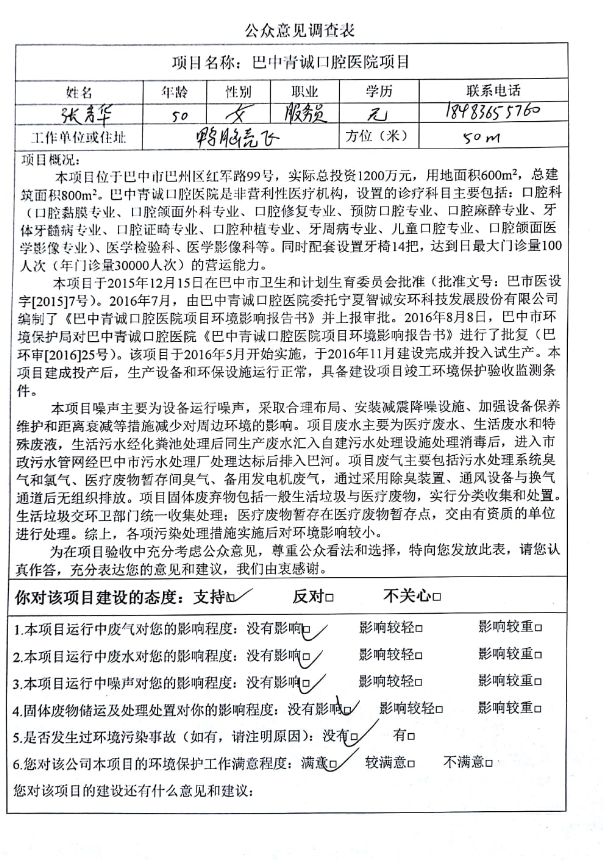 公众意见调查表
项目名称：巴中青诚口腔医院项目
姓名 年龄 性别 职业 学历 联系电话
50 女 服务员 18483655760
工作单位或住址 方位（米） 50m
项目概况：
本项目位于巴中市巴州区红军路99号，实际总投资1200万元，用地面积600m²，总建
筑面积800m²。巴中青诚口腔医院是非营利性医疗机构，设置的诊疗科目主要包括：口腔科
（口腔黏膜专业、口腔颌面外科专业、口腔修复专业、预防口腔专业、口腔麻醉专业、牙
体牙髓病专业、口腔证畸专业、口腔种植专业、牙周病专业、儿童口腔专业、口腔颌面医
学影像专业）、医学检验科、医学影像科等。同时配套设置牙椅14把，达到日最大门诊量100
人次（年门诊量30000人次）的营运能力。
本项目于2015年12月15日在巴中市卫生和计划生育委员会批准（批准文号：巴市医设
字[2015]7号）。2016年7月，由巴中青诚口腔医院委托宁夏智诚安环科技发展股份有限公司
编制了《巴中青诚口腔医院项目环境影响报告书》并上报审批。2016年8月8日，巴中市环
境保护局对巴中青诚口腔医院《巴中青诚口腔医院项目环境影响报告书》进行了批复（巴
环审[2016]25号）。该项目于2016年5月开始实施，于2016年11月建设完成并投入试生产。本
项目建成投产后，生产设备和环保设施运行正常，具备建设项目竣工环境保护验收监测条
件。
本项目噪声主要为设备运行噪声，采取合理布局、安装减震降噪设施、加强设备保养
维护和距离衰减等措施减少对周边环境的影响。项目废水主要为医疗废水、生活废水和特
殊废液，生活污水经化粪池处理后同生产废水汇入自建污水处理设施处理消毒后，进入市
政污水管网经巴中市污水处理厂处理达标后排入巴河。项目废气主要包括污水处理系统臭
气和氯气、医疗废物暂存间臭气、备用发电机废气，通过采用除臭装置、通风设备与换气
通道后无组织排放。项目固体废弃物包括一般生活垃圾与医疗废物，实行分类收集和处置。
生活垃圾交环卫部门统一收集处理；医疗废物暂存在医疗废物暂存点，交由有资质的单位
进行处理。综上，各项污染处理措施实施后对环境影响较小。
为在项目验收中充分考虑公众意见，尊重公众看法和选择，特向您发放此表，请您认
真作答，充分表达您的意见和建议，我们由衷感谢。
你对该项目建设的态度：支持☑ 反对□ 不关心□
1.本项目运行中废气对您的影响程度：没有影响☑ 影响较轻□ 影响较重□
2.本项目运行中废水对您的影响程度：没有影响☑ 影响较轻□ 影响较重□
3.本项目运行中噪声对您的影响程度：没有影响☑ 影响较轻□ 影响较重□
4.固体废物储运及处理处置对你的影响程度：没有影响☑ 影响较轻□ 影响较重□
5.是否发生过环境污染事故（如有，请注明原因）：没有☑ 有□
6.您对该公司本项目的环境保护工作满意程度：满意☑ 较满意□ 不满意□
您对该项目的建设还有什么意见和建议：